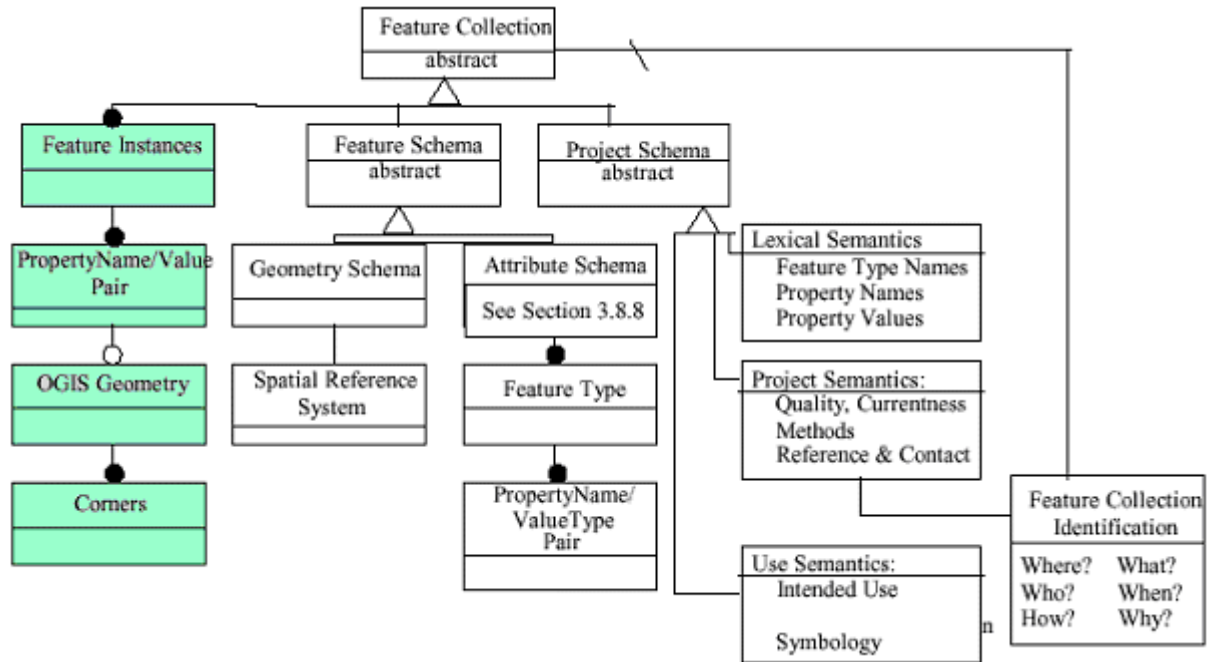 Feature Collection
abstract
Feature Instances
Feature Schema
abstract
Project Schema
abstract
PropertyName/Value
Pair
Geometry Schema
Attribute Schema
See Section 3.8.8
Lexical Semantics
Feature Type Names
Property Names
Property Values
OGIS Geometry
Spatial Reference
System
Feature Type
Project Semantics:
Quality, Currentness
Methods
Reference & Contact
Corners
PropertyName/
ValueType
Pair
Feature Collection
Identification
Where? What?
Who? When?
How? Why?
Use Semantics:
Intended Use
n
Symbology